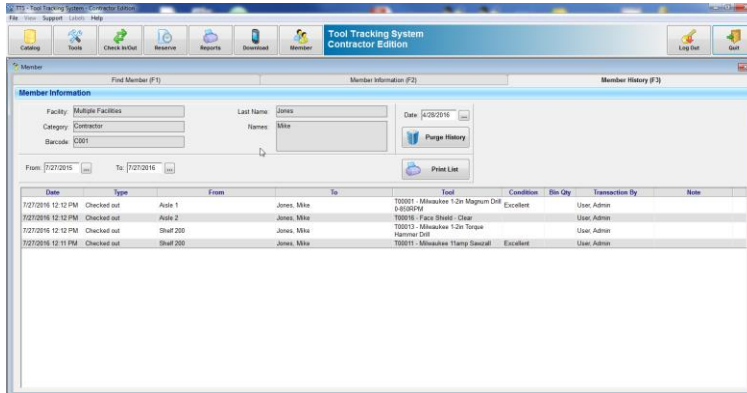 TTS - Tool Tracking System - Contractor Edition
File View Support Labels Help
Catalog Tools Check In/Out Reserve Reports Download Member Tool Tracking System Contractor Edition Log Out Quit
Member
Find Member (F1) Member Information (F2) Member History (F3)
Member Information
Facility: Multiple Facilities Last Name: Jones Date: 4/28/2016 ...
Category: Contractor Names: Mike Purge History
Barcode: C001
From: 7/27/2015 ... To: 7/27/2016 ... Print List
Date Type From To Tool Condition Bin Qty Transaction By Note
7/27/2016 12:12 PM Checked out Aisle 1 Jones, Mike T00001 - Milwaukee 1-2in Magnum Drill 0-850RPM Excellent User, Admin
7/27/2016 12:12 PM Checked out Aisle 2 Jones, Mike T00016 - Face Shield - Clear User, Admin
7/27/2016 12:12 PM Checked out Shelf 200 Jones, Mike T00013 - Milwaukee 1-2in Torque Hammer Drill User, Admin
7/27/2016 12:11 PM Checked out Shelf 200 Jones, Mike T00011 - Milwaukee 11amp Sawzall Excellent User, Admin